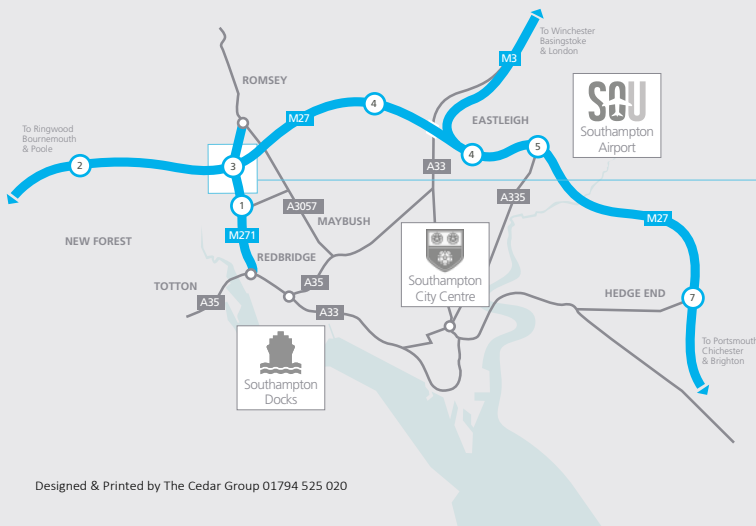 To Winchester
Basingstoke
& London
M3
ROMSEY
SOU
Southampton
Airport
4
M27
EASTLEIGH
To Ringwood
Bournemouth
& Poole
2
3
4
5
A33
A335
1
A3057
MAYBUSH
M27
M271
NEW FOREST
REDBRIDGE
Southampton
City Centre
TOTTON
A35
A35
A33
HEDGE END
7
To Portsmouth
Chichester
& Brighton
Southampton
Docks
Designed & Printed by The Cedar Group 01794 525 020